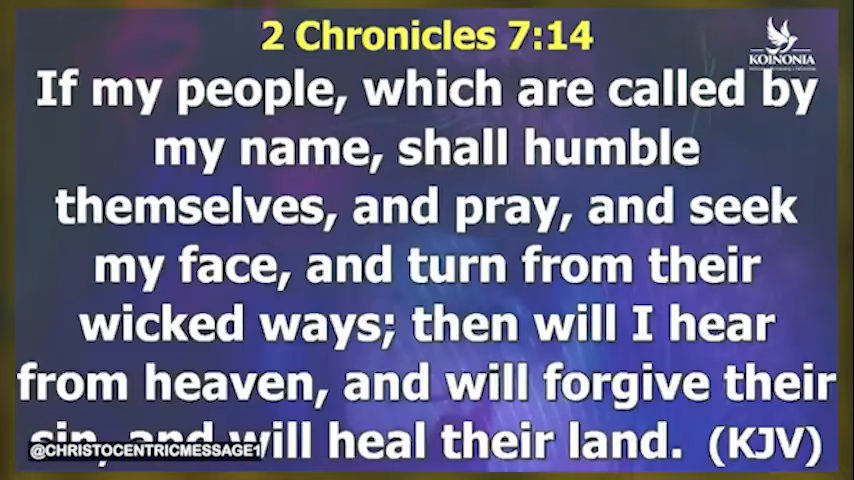 2 Chronicles 7:14
KOINONIA
If my people, which are called by
my name, shall humble
themselves, and pray, and seek
my face, and turn from their
wicked ways; then will I hear
from heaven, and will forgive their
sin, and will heal their land. (KJV)
@CHRISTOCENTRICMESSAGE1